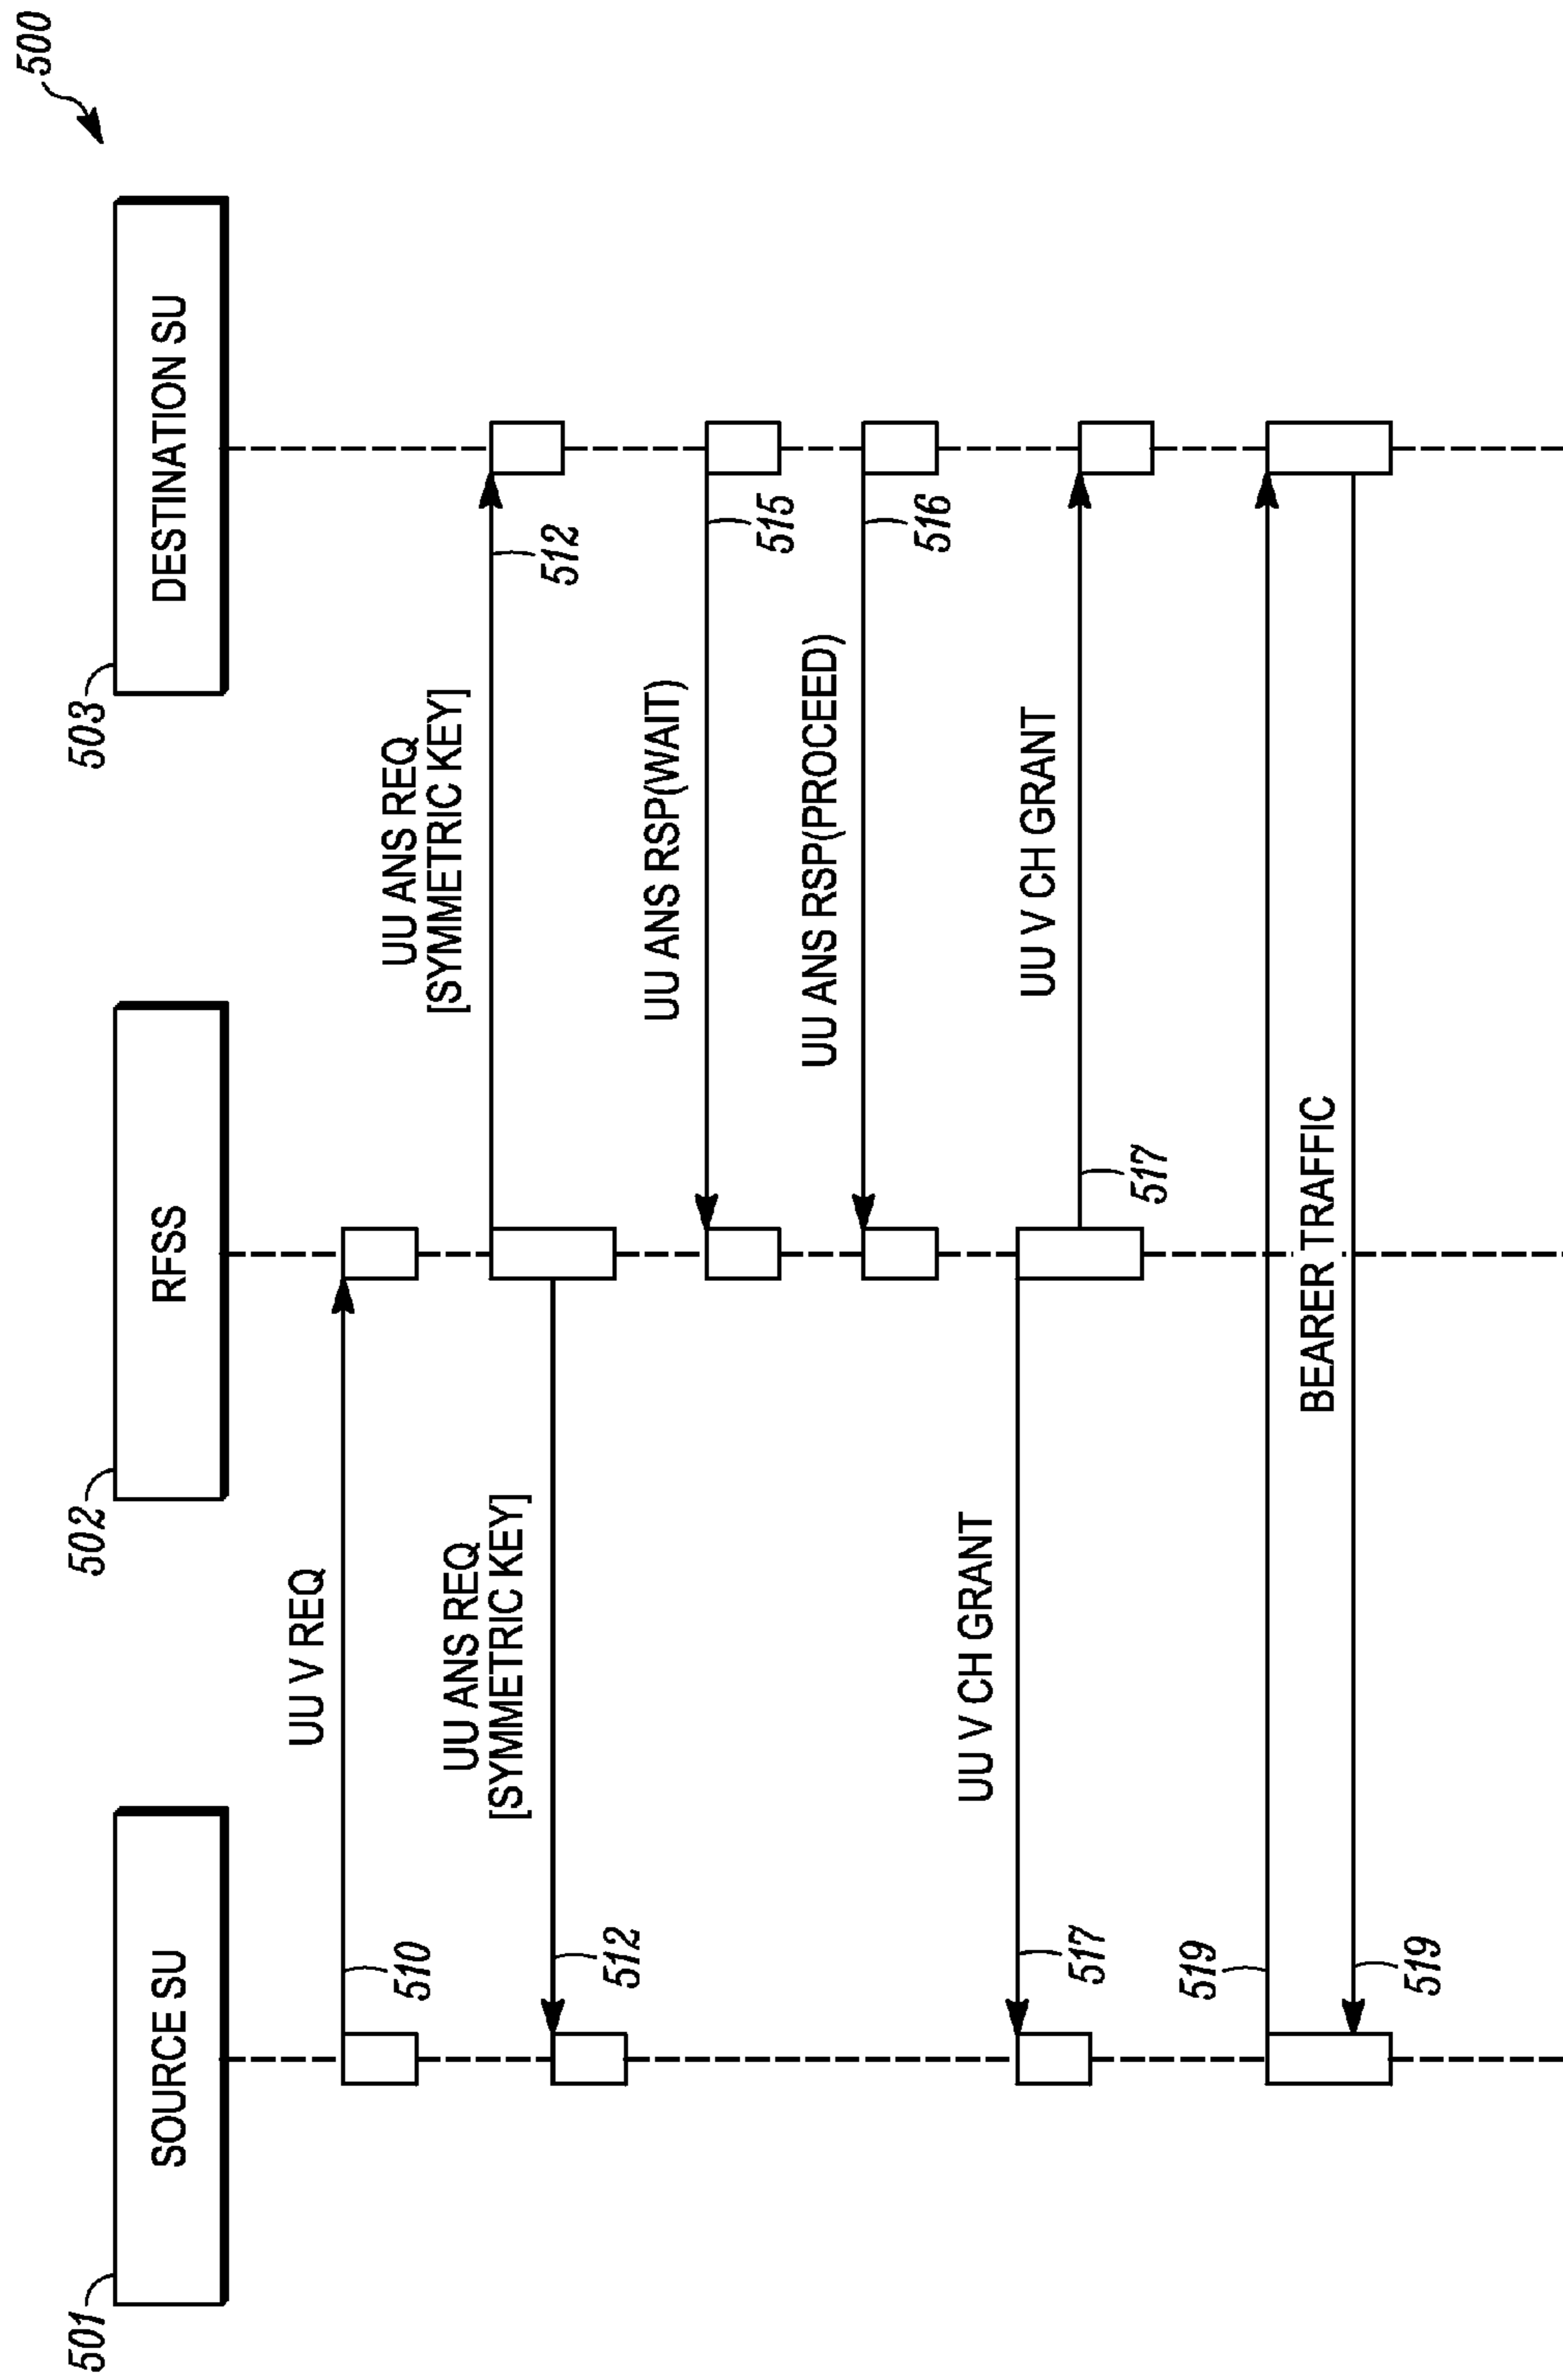 500
501
SOURCE SU
502
RFSS
503
DESTINATION SU
UU V REQ
510
UU ANS REQ
[SYMMETRIC KEY]
512
UU ANS REQ
[SYMMETRIC KEY]
512
UU ANS RSP(WAIT)
515
UU ANS RSP(PROCEED)
516
UU V CH GRANT
517
UU V CH GRANT
517
519
BEARER TRAFFIC
519